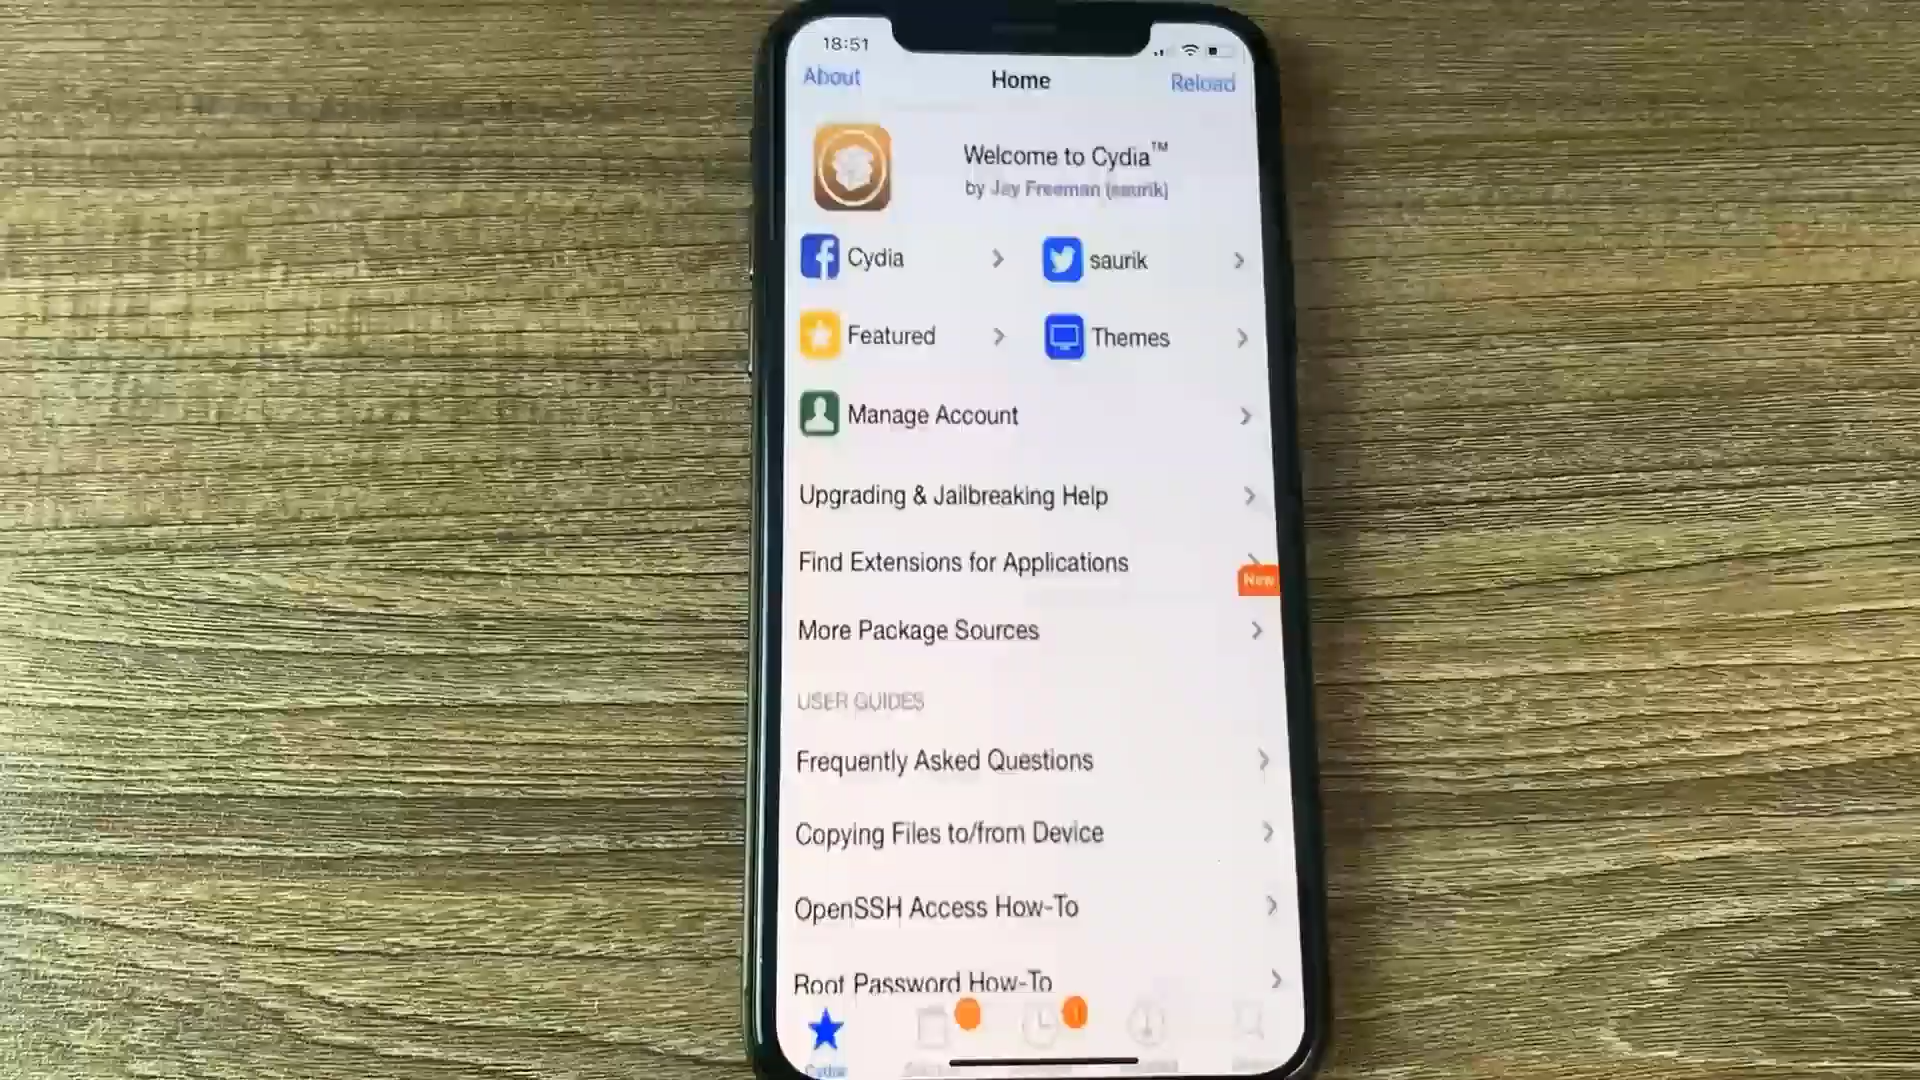 18:51
About
Home
Reload
Welcome to Cydia™
by Jay Freeman (saurik)
Cydia
saurik
Featured
Themes
Manage Account
Upgrading & Jailbreaking Help
Find Extensions for Applications
New
More Package Sources
USER GUIDES
Frequently Asked Questions
Copying Files to/from Device
OpenSSH Access How-To
Root Password How-To
Cydia